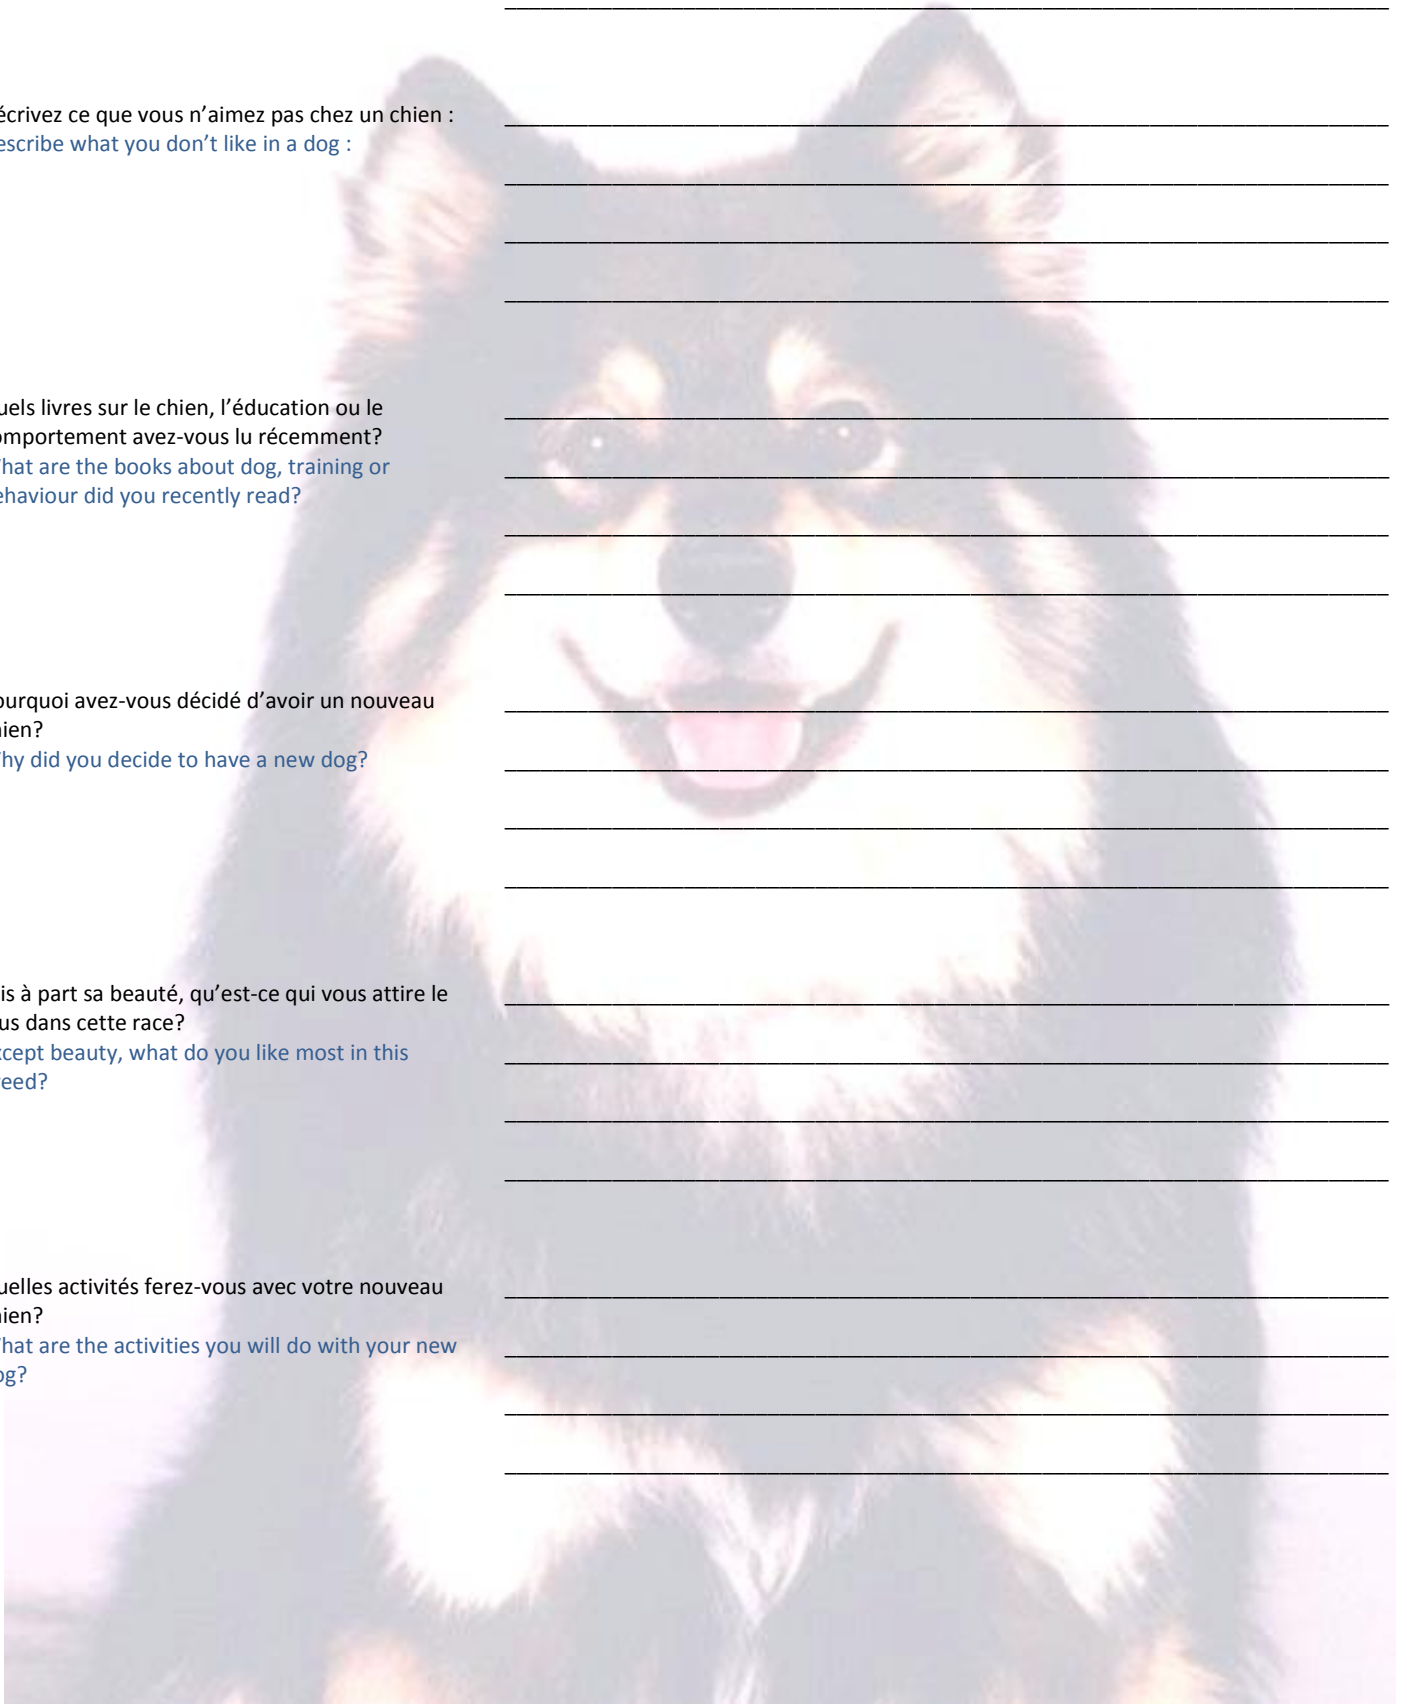 écrivez ce que vous n’aimez pas chez un chien :
escribe what you don’t like in a dog :
uels livres sur le chien, l’éducation ou le
omportement avez-vous lu récemment?
hat are the books about dog, training or
ehaviour did you recently read?
ourquoi avez-vous décidé d’avoir un nouveau
ien?
hy did you decide to have a new dog?
is à part sa beauté, qu’est-ce qui vous attire le
us dans cette race?
cept beauty, what do you like most in this
eed?
uelles activités ferez-vous avec votre nouveau
ien?
hat are the activities you will do with your new
og?